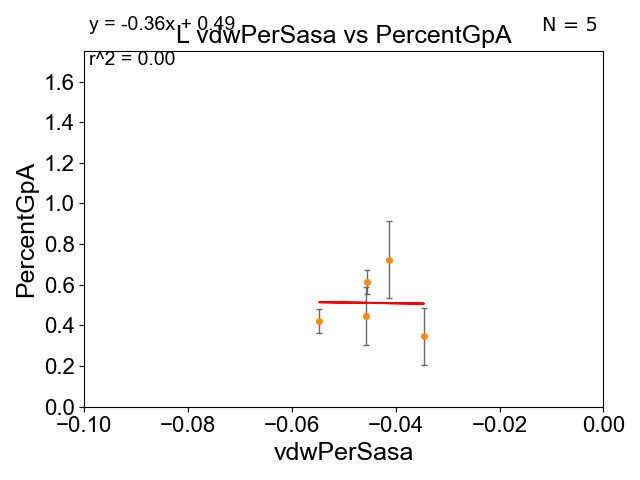 y = -0.36x + 0.49
N = 5
L vdwPerSasa vs PercentGpA
r^2 = 0.00
PercentGpA
1.6
1.4
1.2
1.0
0.8
0.6
0.4
0.2
0.0
−0.10 −0.08 −0.06 −0.04 −0.02 0.00
vdwPerSasa